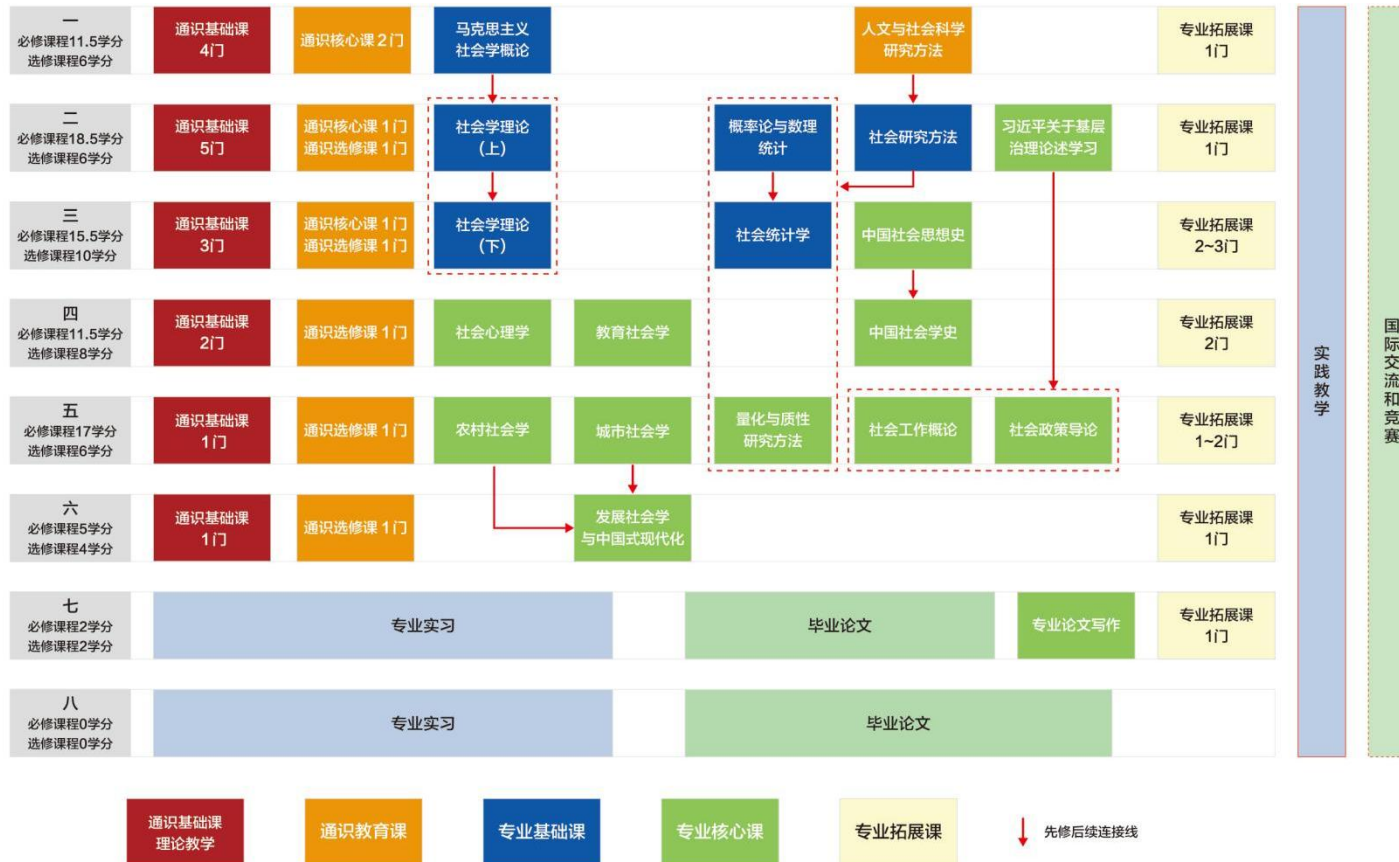 一
必修课程11.5学分
选修课程6学分
通识基础课
4门
通识核心课 2 门
马克思主义
社会学概论
人文与社会科学
研究方法
专业拓展课
1门
二
必修课程18.5学分
选修课程6学分
通识基础课
5门
通识核心课 1 门
通识选修课 1 门
社会学理论
(上)
概率论与数理
统计
社会研究方法
习近平关于基层
治理论述学习
专业拓展课
1门
三
必修课程15.5学分
选修课程10学分
通识基础课
3门
通识核心课 1 门
通识选修课 1 门
社会学理论
(下)
社会统计学
中国社会思想史
专业拓展课
2~3门
四
必修课程11.5学分
选修课程8学分
通识基础课
2门
通识选修课 1 门
社会心理学
教育社会学
中国社会学史
专业拓展课
2门
五
必修课程17学分
选修课程6学分
通识基础课
1门
通识选修课 1 门
农村社会学
城市社会学
量化与质性
研究方法
社会工作概论
社会政策导论
专业拓展课
1~2门
六
必修课程5学分
选修课程4学分
通识基础课
1门
通识选修课 1 门
发展社会学
与中国式现代化
专业拓展课
1门
七
必修课程2学分
选修课程2学分
专业实习
毕业论文
专业论文写作
专业拓展课
1门
八
必修课程0学分
选修课程0学分
专业实习
毕业论文
实践教学
国际交流和竞赛
通识基础课
理论教学
通识教育课
专业基础课
专业核心课
专业拓展课
先修后续连接线